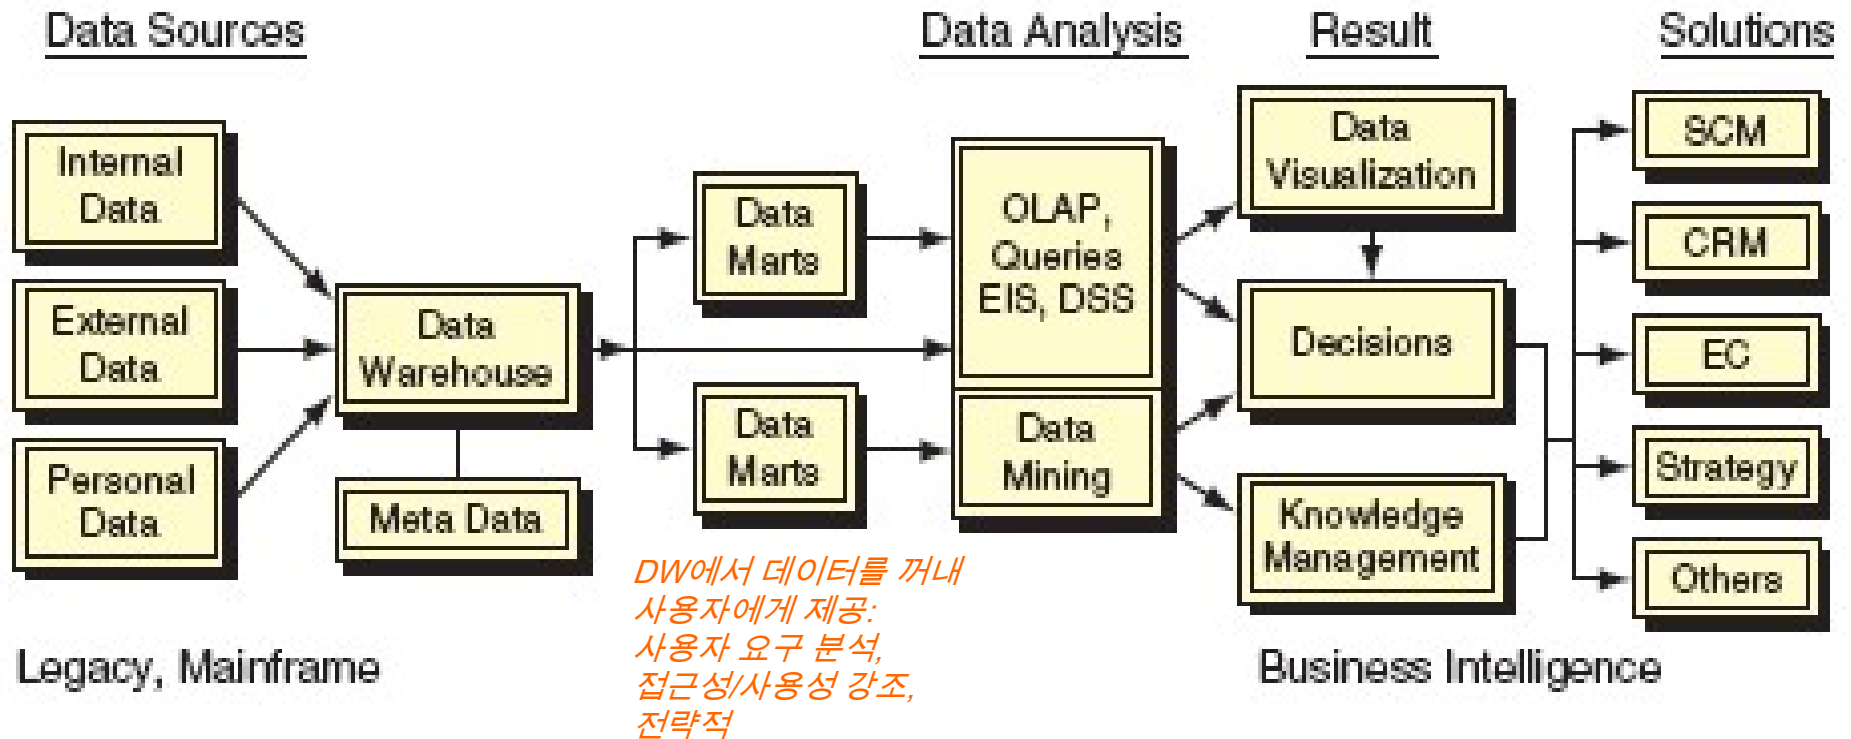 Data Sources
Data Analysis
Result
Solutions
Internal
Data
External
Data
Personal
Data
Data
Warehouse
Meta Data
Data
Marts
Data
Marts
OLAP,
Queries
EIS, DSS
Data
Mining
Data
Visualization
Decisions
Knowledge
Management
SCM
CRM
EC
Strategy
Others
DW에서 데이터를 꺼내
사용자에게 제공:
사용자 요구 분석,
접근성/사용성 강조,
전략적
Legacy, Mainframe
Business Intelligence